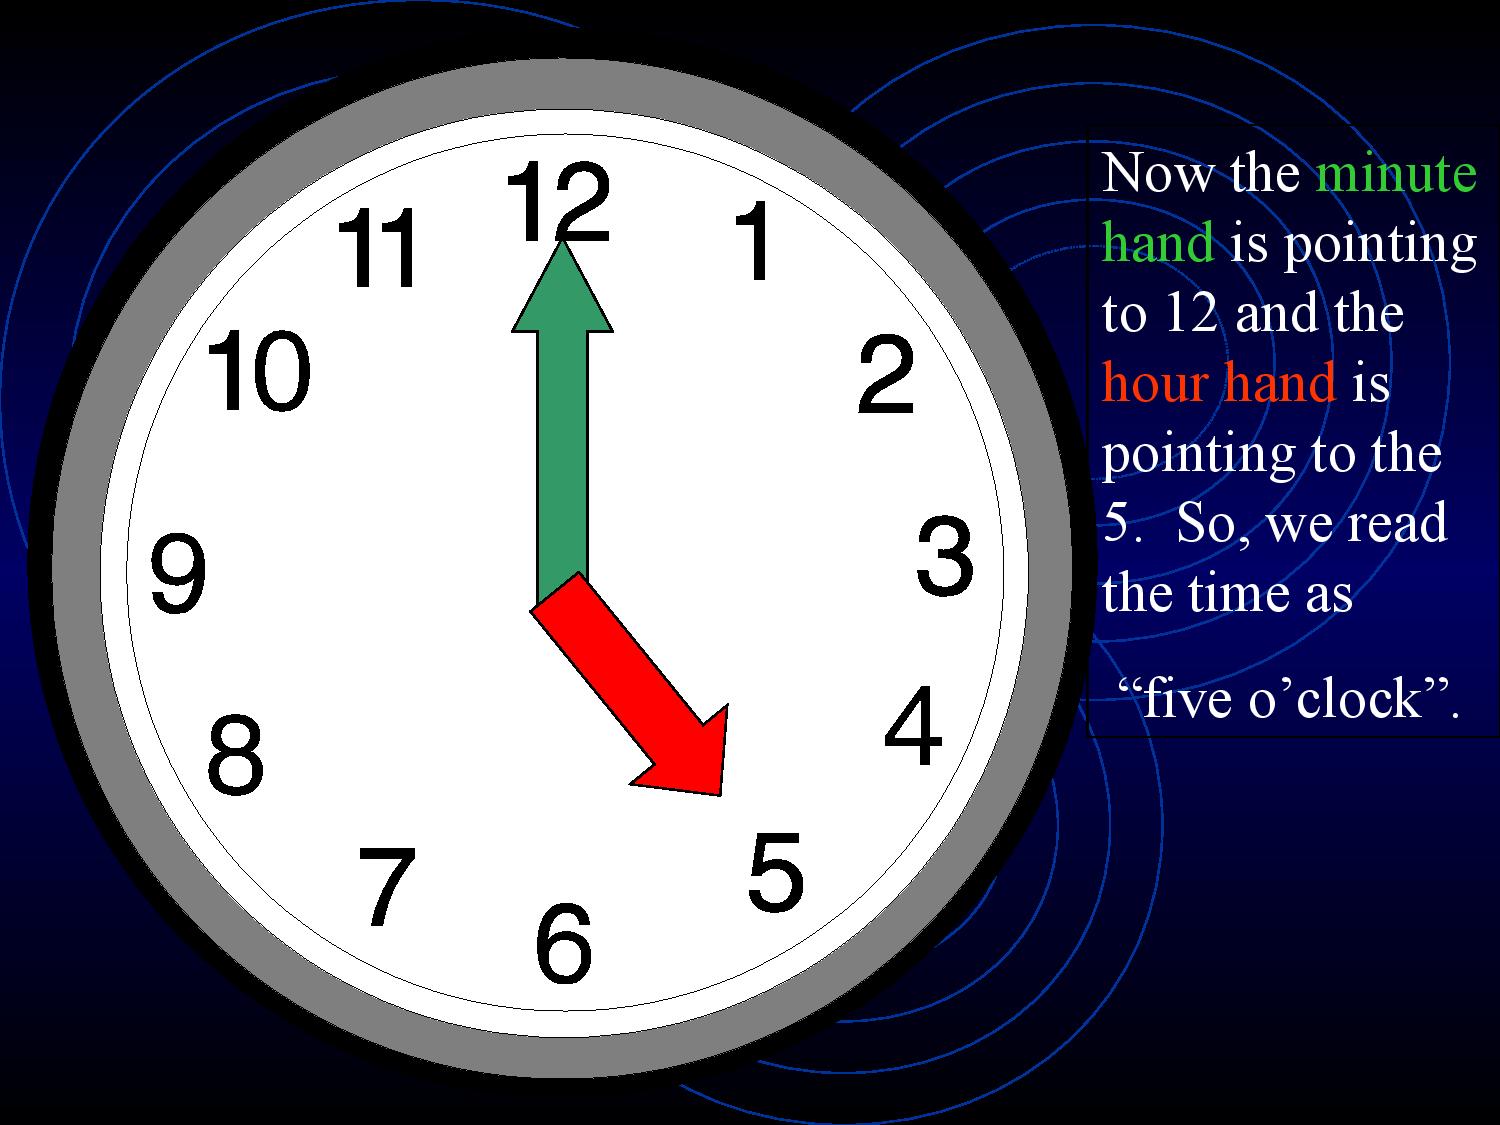 12
11
1
10
2
9
3
8
4
7
5
6
Now the minute
hand is pointing
to 12 and the
hour hand is
pointing to the
5.  So, we read
the time as
“five o’clock”.